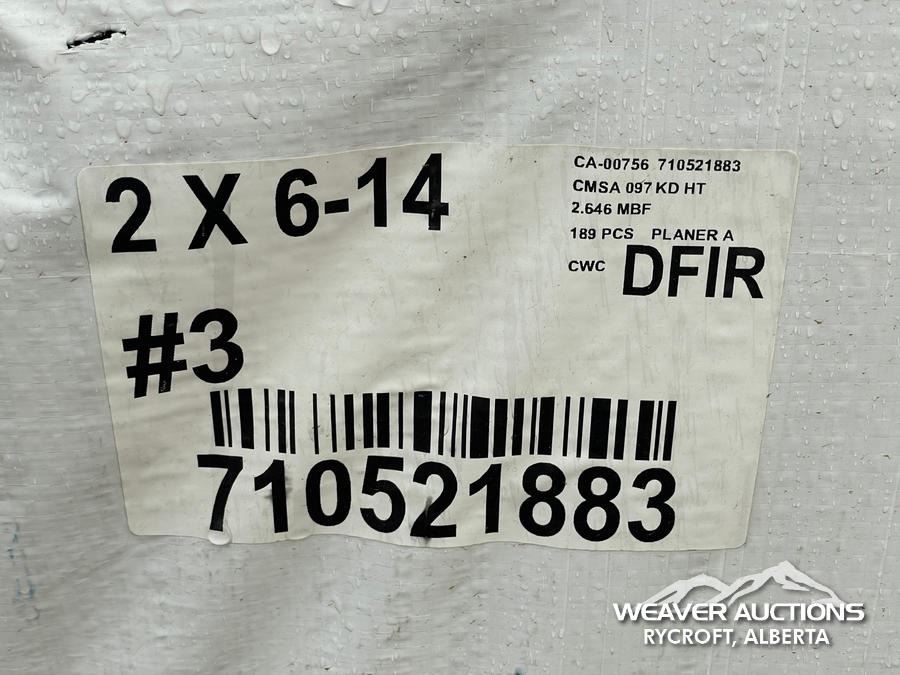 2 X 6-14
CA-00756 710521883
CMSA 097 KD HT
2.646 MBF
189 PCS PLANER A
CWC DFIR
#3
710521883
WEAVER AUCTIONS
RYCROFT, ALBERTA